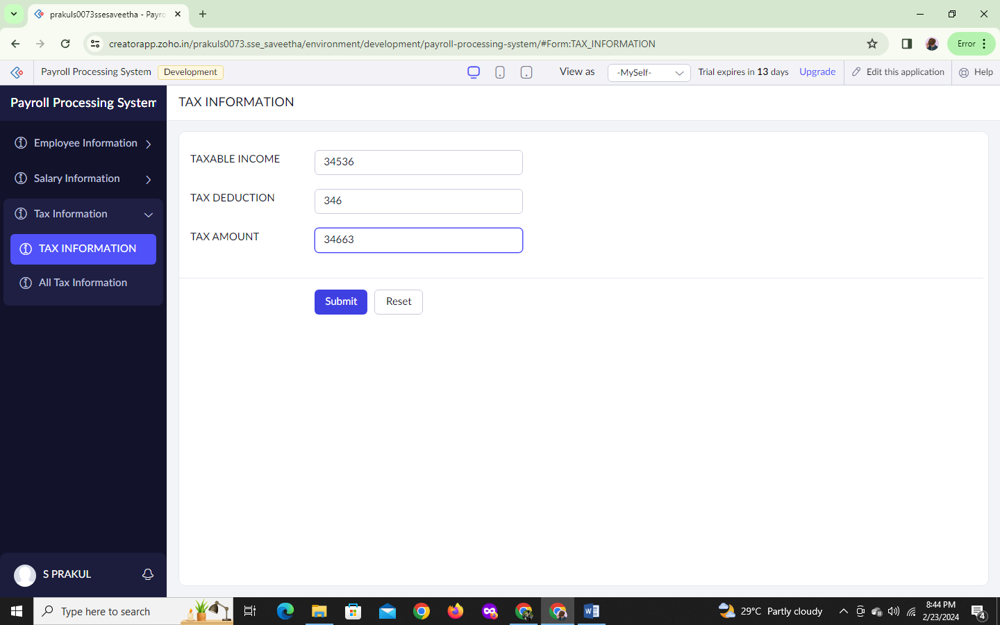 prakuls0073ssesaveetha - Payro
creatorapp.zoho.in/prakuls0073.sse_saveetha/environment/development/payroll-processing-system/#Form:TAX_INFORMATION
Error
Payroll Processing System
Development
View as
-MySelf-
Trial expires in 13 days
Upgrade
Edit this application
Help
Payroll Processing System
TAX INFORMATION
Employee Information
Salary Information
Tax Information
TAX INFORMATION
All Tax Information
TAXABLE INCOME
34536
TAX DEDUCTION
346
TAX AMOUNT
34663
Submit
Reset
S PRAKUL
Type here to search
29°C Partly cloudy
8:44 PM
2/23/2024
4